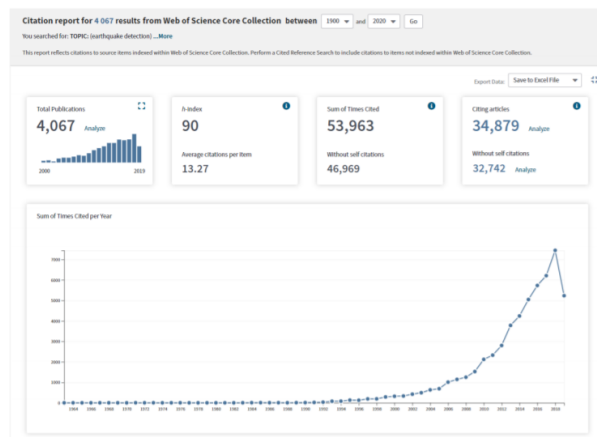 Citation report for 4 067 results from Web of Science Core Collection between 1900 and 2020 Go
You searched for: TOPIC: (earthquake detection) ...More
This report reflects citations to source items indexed within Web of Science Core Collection. Perform a Cited Reference Search to include citations to items not indexed within Web of Science Core Collection.
Export Data: Save to Excel File
Total Publications
4,067 Analyze
2000 2019
h-index
90
Average citations per item
13.27
Sum of Times Cited
53,963
Without self citations
46,969
Citing articles
34,879 Analyze
Without self citations
32,742 Analyze
Sum of Times Cited per Year
7000
6000
5000
4000
3000
2000
1000
0